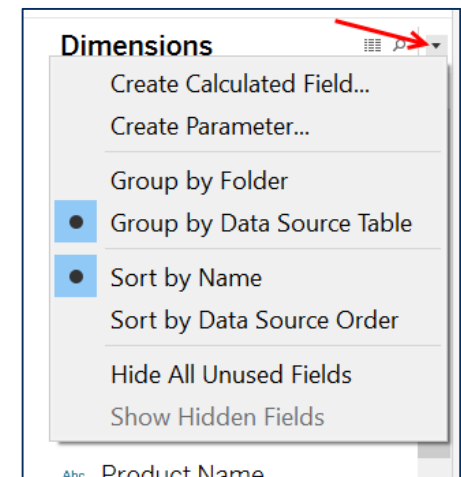 Dimensions
Create Calculated Field...
Create Parameter...
Group by Folder
Group by Data Source Table
Sort by Name
Sort by Data Source Order
Hide All Unused Fields
Show Hidden Fields
Abc Product Name